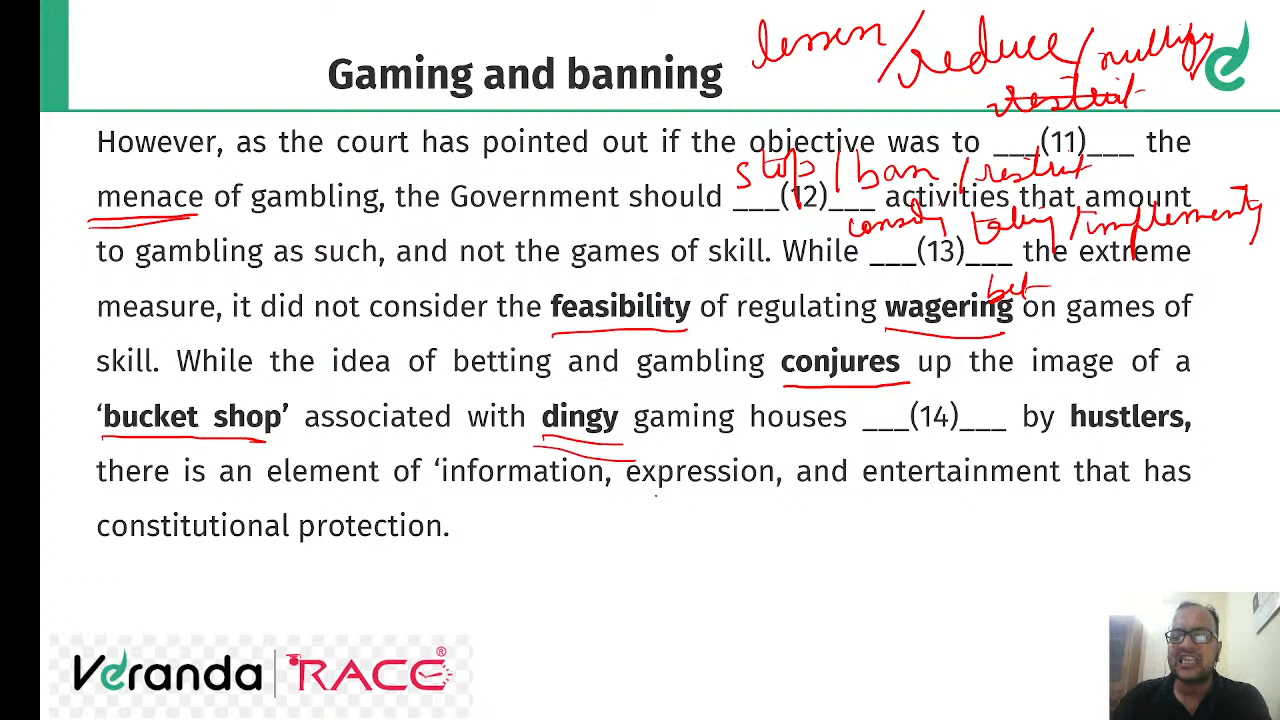 lessen/reduce/nullify
Gaming and banning
restrict
However, as the court has pointed out if the objective was to ___(11)___ the
stop/ban/restrict
menace of gambling, the Government should ___(12)___ activities that amount
taking/implementing
to gambling as such, and not the games of skill. While ___(13)___ the extreme
bet
measure, it did not consider the feasibility of regulating wagering on games of
skill. While the idea of betting and gambling conjures up the image of a
‘bucket shop’ associated with dingy gaming houses ___(14)___ by hustlers,
there is an element of ‘information, expression, and entertainment that has
constitutional protection.
Veranda RACE®